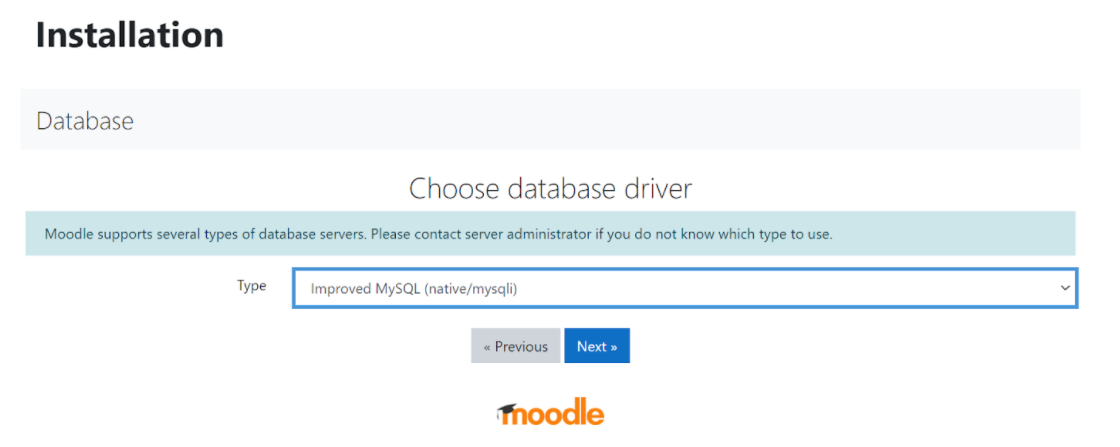 Installation
Database
Choose database driver
Moodle supports several types of database servers. Please contact server administrator if you do not know which type to use.
Type
Improved MySQL (native/mysqli)
« Previous
Next »
moodle